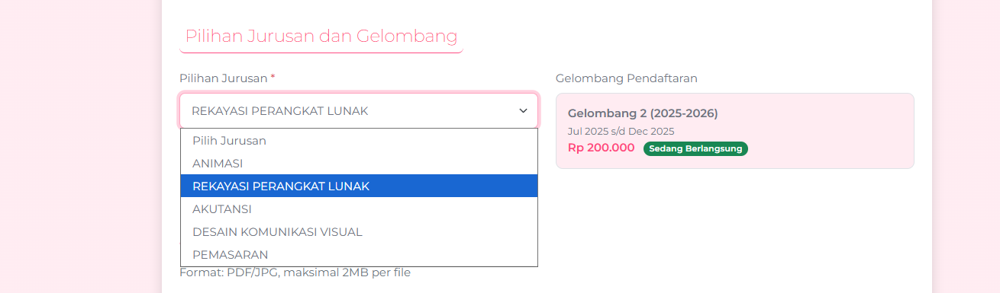 Pilihan Jurusan dan Gelombang
Pilihan Jurusan *
REKAYASI PERANGKAT LUNAK
Pilih Jurusan
ANIMASI
REKAYASI PERANGKAT LUNAK
AKUTANSI
DESAIN KOMUNIKASI VISUAL
PEMASARAN
Format: PDF/JPG, maksimal 2MB per file
Gelombang Pendaftaran
Gelombang 2 (2025-2026)
Jul 2025 s/d Dec 2025
Rp 200.000 Sedang Berlangsung